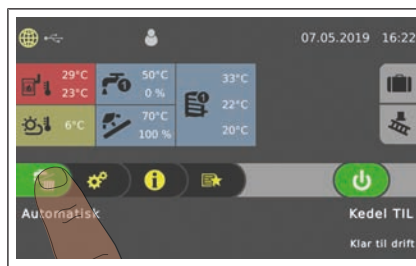 07.05.2019 16:22
29°C
23°C
50°C
0 %
33°C
22°C
20°C
6°C
70°C
100 %
Automatisk
Kedel TIL
Klar til drift